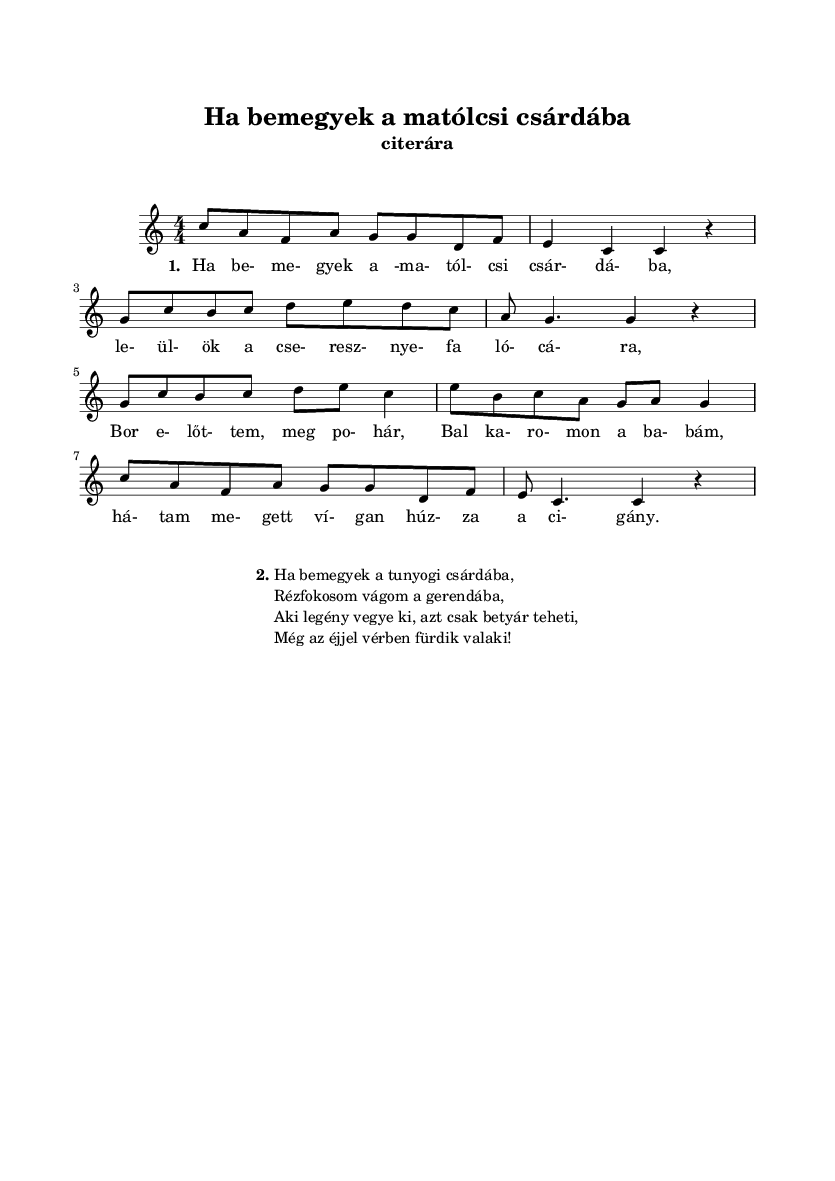 Ha bemegyek a matólcsi csárdába
citerára
4
4
1. Ha be- me- gyek a -ma- tól- csi csár- dá- ba,
3
le- ül- ök a cse- resz- nye- fa ló- cá- ra,
5
Bor e- lőt- tem, meg po- hár, Bal ka- ro- mon a ba- bám,
7
há- tam me- gett ví- gan húz- za a ci- gány.
2. Ha bemegyek a tunyogi csárdába,
Rézfokosom vágom a gerendába,
Aki legény vegye ki, azt csak betyár teheti,
Még az éjjel vérben fürdik valaki!